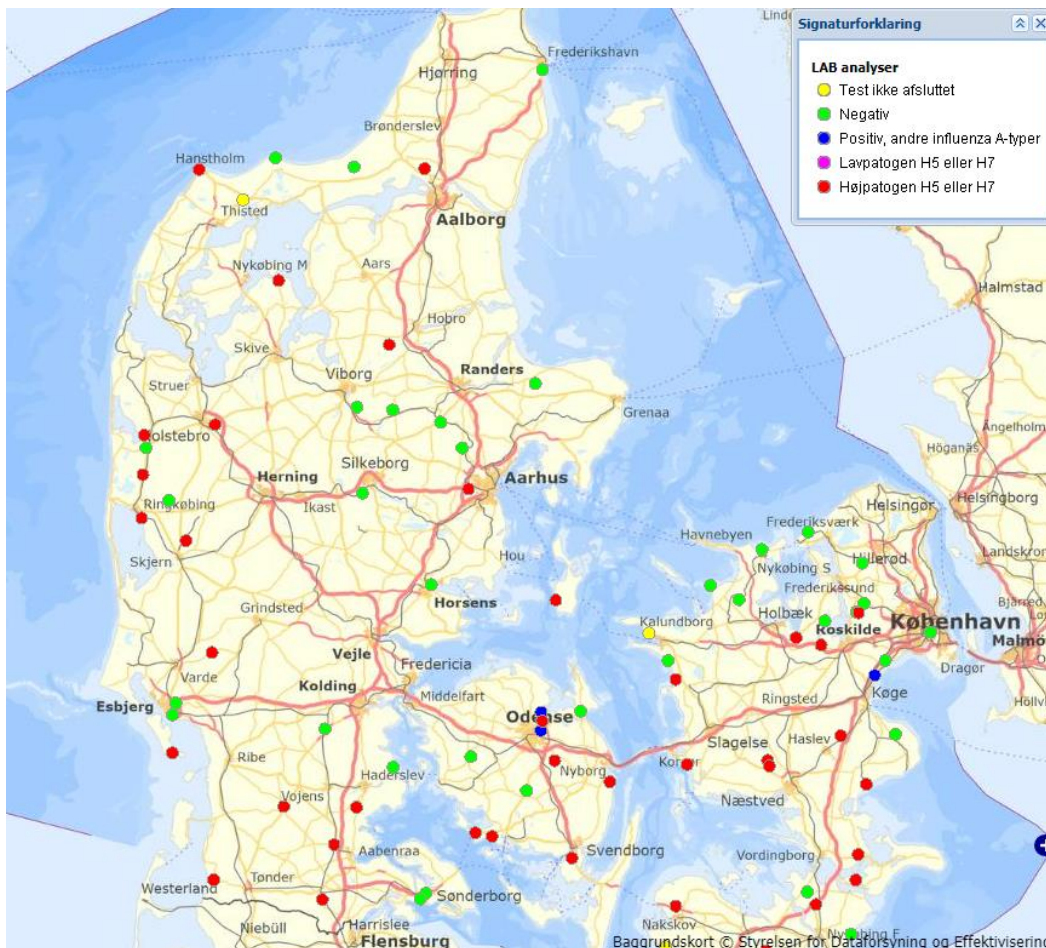 Signaturforklaring
LAB analyser
Test ikke afsluttet
Negativ
Positiv, andre influenza A-typer
Lavpatogen H5 eller H7
Højpatogen H5 eller H7
Frederikshavn
Hjørring
Brønderslev
Hanstholm
Thisted
Aalborg
Nykøbing M
Aars
Halmstad
Hobro
Skive
Viborg
Randers
Struer
Grenaa
Ängelholm
Höganäs
Silkeborg
Herning
Aarhus
Ikast
Helsingør
Helsingborg
Frederiksværk
Havnebyen
Skjern
Hou
Hillerød
Landskron
Nykøbing S
Frederikssund
Grindsted
Horsens
Holbæk
Kalundborg
København
Roskilde
Malmö
Vejle
Dragør
Fredericia
Varde
Kolding
Middelfart
Ringsted
Køge
Esbjerg
Odense
Slagelse
Haslev
Ribe
Nyborg
Korsør
Haderslev
Næstved
Vojens
Aabenraa
Svendborg
Vordingborg
Westerland
Tønder
Sønderborg
Niebüll
Harrislee
Nakskov
Flensburg
Baggrundskort © Styrelsen for Dataforsyning og Effektivisering